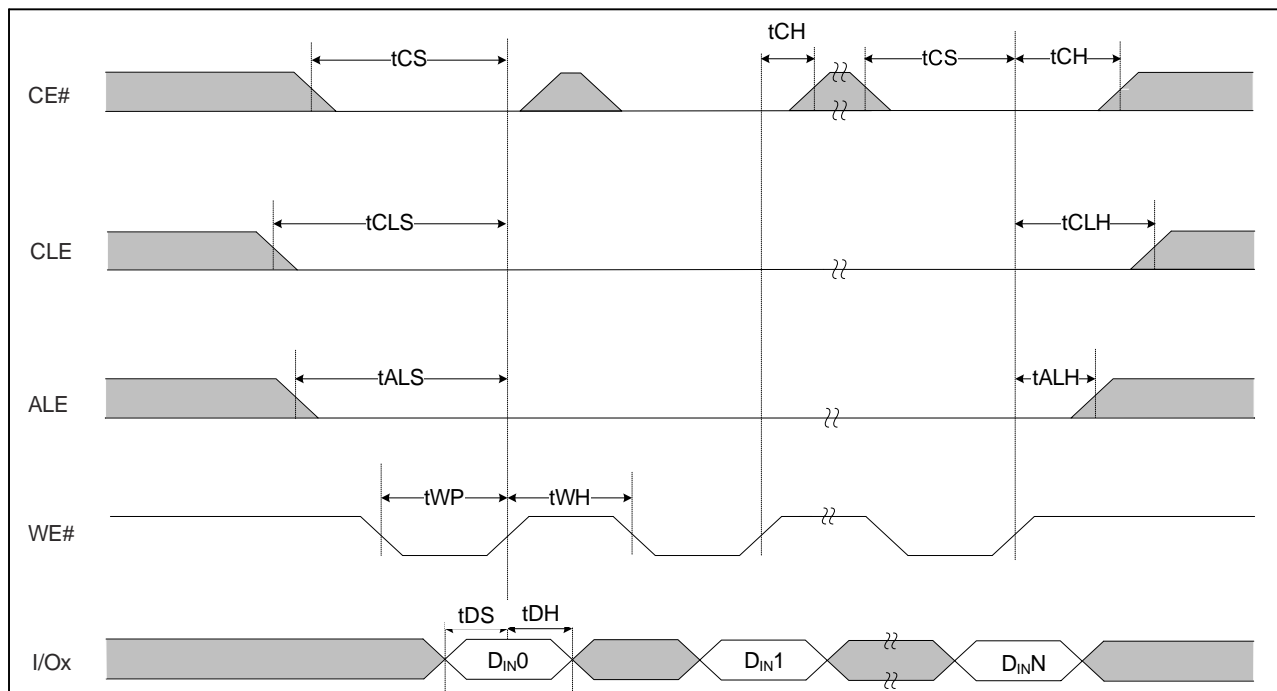 tCH
tCS tCS tCH
CE#
tCLS tCLH
CLE
tALS tALH
ALE
tWP tWH
WE#
tDS tDH
I/Ox DIN0 DIN1 DINN